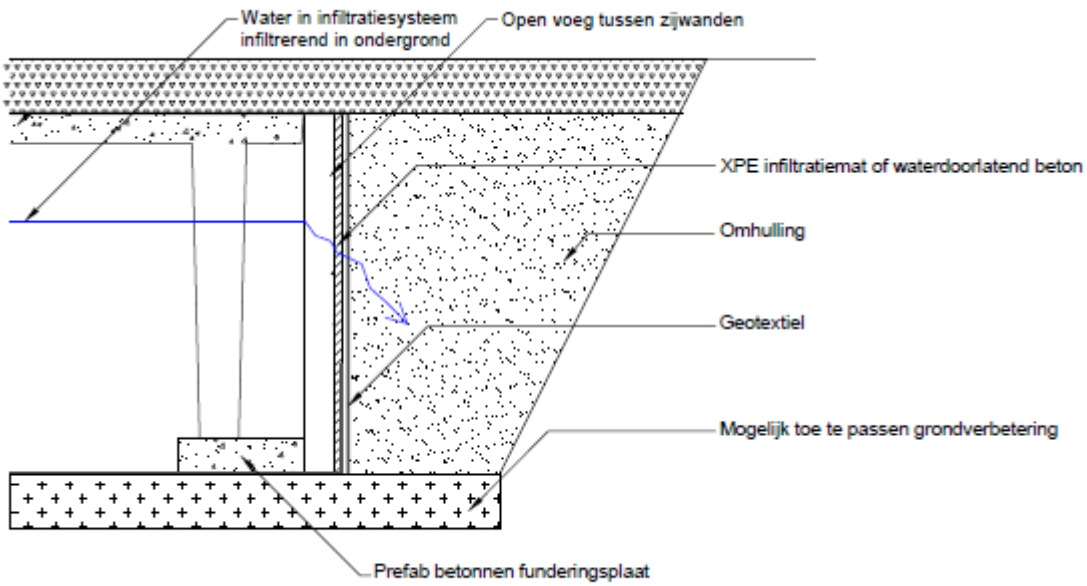 Water in infiltratiesysteem
infiltrerend in ondergrond
Open voeg tussen zijwanden
XPE infiltratiemat of waterdoorlatend beton
Omhulling
Geotextiel
Mogelijk toe te passen grondverbetering
Prefab betonnen funderingsplaat